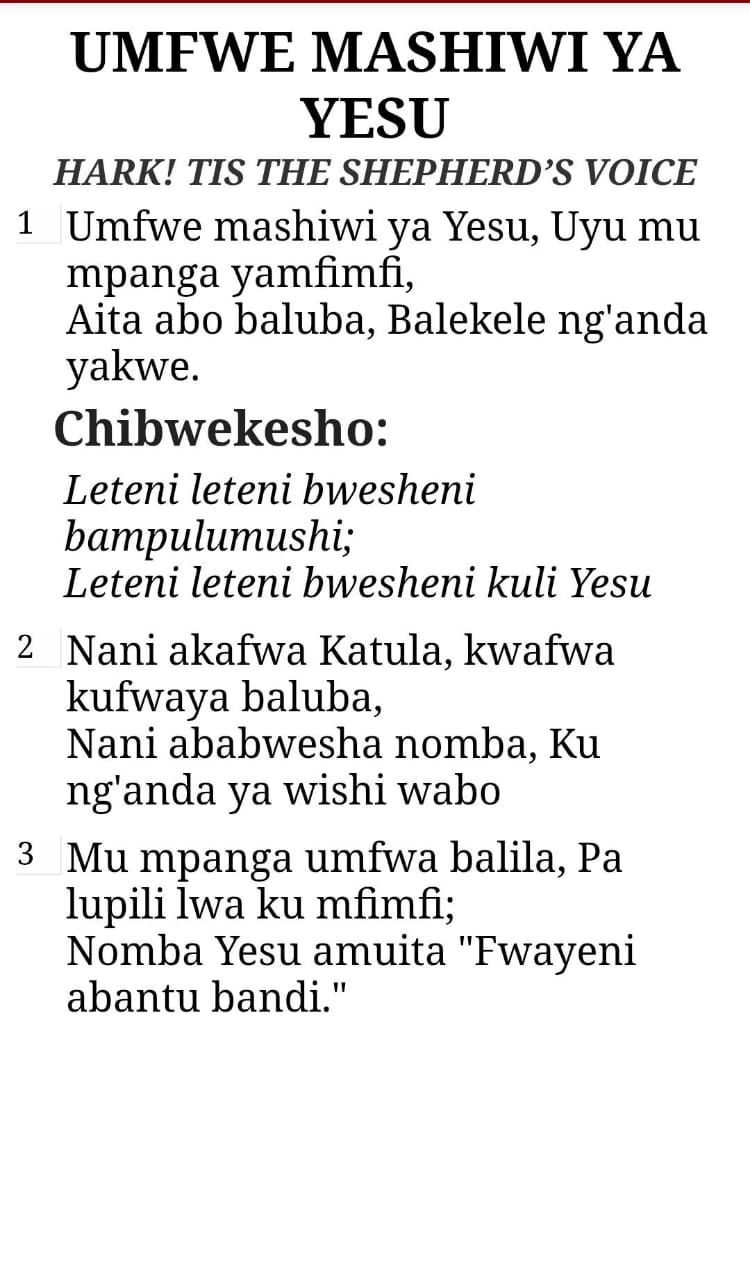 UMFWE MASHIWI YA
YESU
HARK! TIS THE SHEPHERD’S VOICE
1 Umfwe mashiwi ya Yesu, Uyu mu
mpanga yamfimfi,
Aita abo baluba, Balekele ng'anda
yakwe.
Chibwekesho:
Leteni leteni bwesheni
bampulumushi;
Leteni leteni bwesheni kuli Yesu
2 Nani akafwa Katula, kwafwa
kufwaya baluba,
Nani ababwesha nomba, Ku
ng'anda ya wishi wabo
3 Mu mpanga umfwa balila, Pa
lupili lwa ku mfimfi;
Nomba Yesu amuita "Fwayeni
abantu bandi."